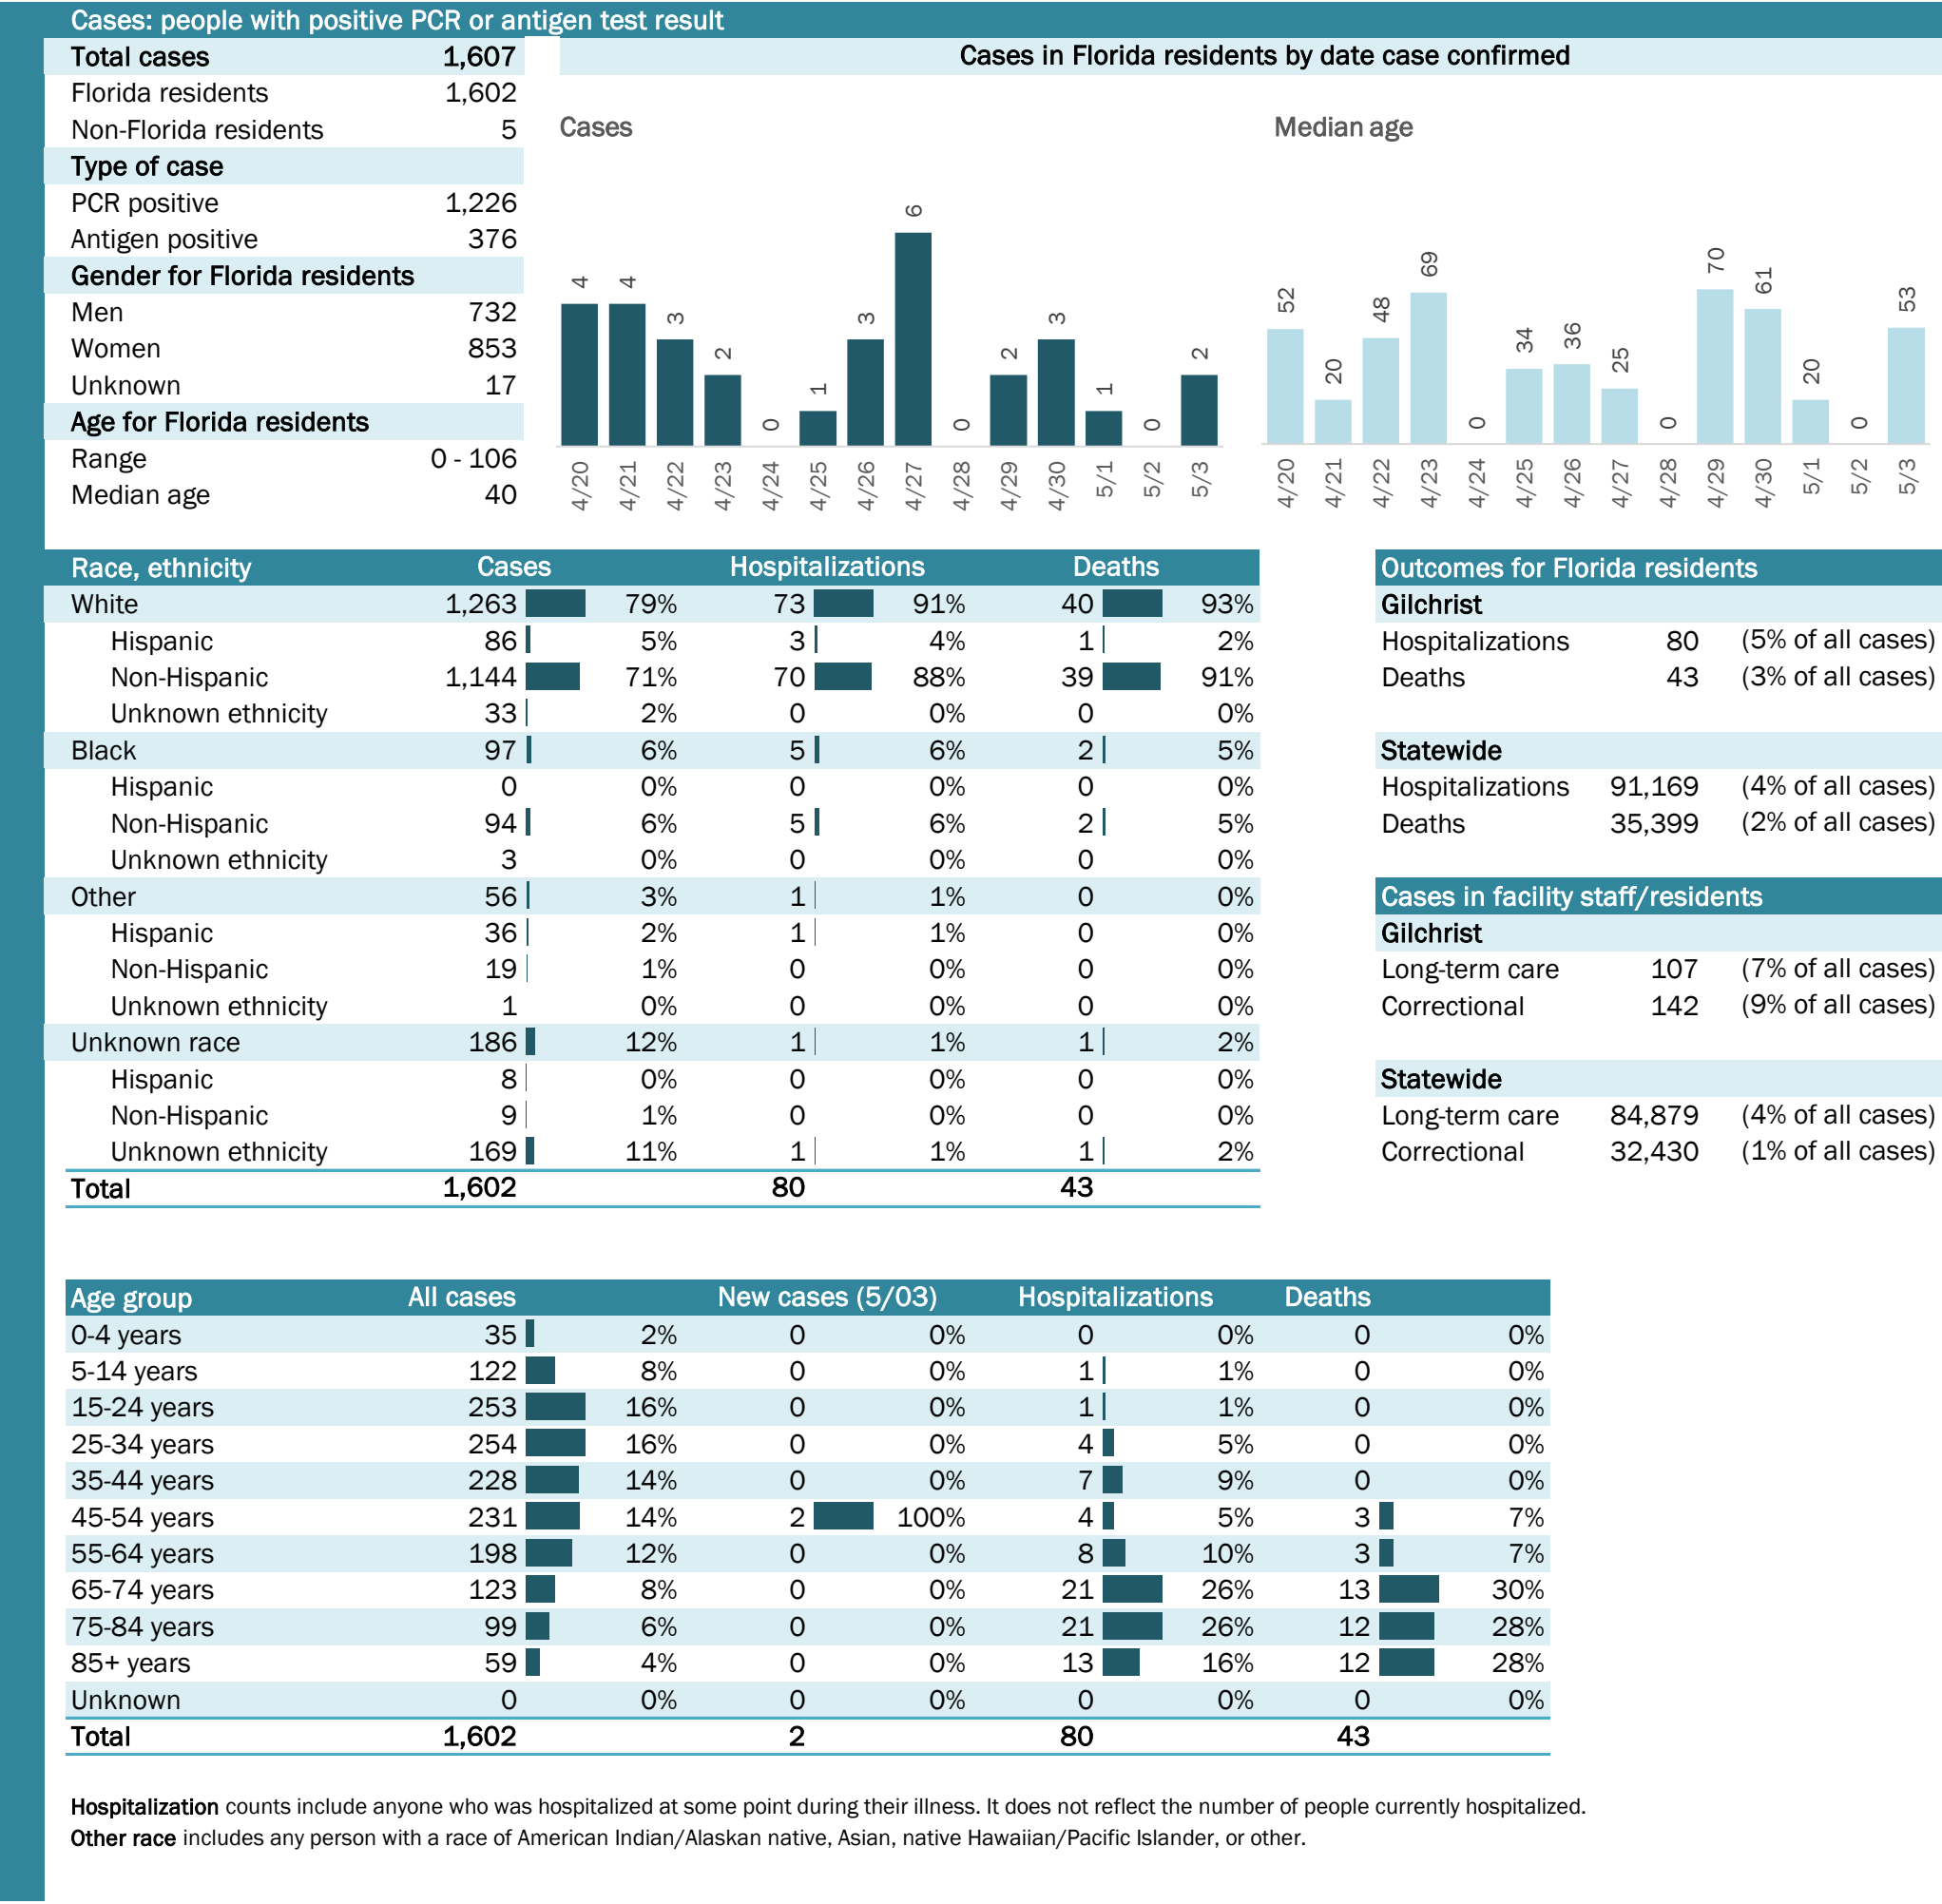 Cases: people with positive PCR or antigen test result
Total cases 1,607
Florida residents 1,602
Non-Florida residents 5
Type of case
PCR positive 1,226
Antigen positive 376
Gender for Florida residents
Men 732
Women 853
Unknown 17
Age for Florida residents
Range 0 - 106
Median age 40
Cases in Florida residents by date case confirmed
Cases
4 4 3 2 0 1 3 6 0 2 3 1 0 2
4/20 4/21 4/22 4/23 4/24 4/25 4/26 4/27 4/28 4/29 4/30 5/1 5/2 5/3
Median age
52 20 48 69 0 34 36 25 0 70 61 20 0 53
4/20 4/21 4/22 4/23 4/24 4/25 4/26 4/27 4/28 4/29 4/30 5/1 5/2 5/3
Race, ethnicity Cases Hospitalizations Deaths
White 1,263 79% 73 91% 40 93%
Hispanic 86 5% 3 4% 1 2%
Non-Hispanic 1,144 71% 70 88% 39 91%
Unknown ethnicity 33 2% 0 0% 0 0%
Black 97 6% 5 6% 2 5%
Hispanic 0 0% 0 0% 0 0%
Non-Hispanic 94 6% 5 6% 2 5%
Unknown ethnicity 3 0% 0 0% 0 0%
Other 56 3% 1 1% 0 0%
Hispanic 36 2% 1 1% 0 0%
Non-Hispanic 19 1% 0 0% 0 0%
Unknown ethnicity 1 0% 0 0% 0 0%
Unknown race 186 12% 1 1% 1 2%
Hispanic 8 0% 0 0% 0 0%
Non-Hispanic 9 1% 0 0% 0 0%
Unknown ethnicity 169 11% 1 1% 1 2%
Total 1,602 80 43
Outcomes for Florida residents
Gilchrist
Hospitalizations 80 (5% of all cases)
Deaths 43 (3% of all cases)
Statewide
Hospitalizations 91,169 (4% of all cases)
Deaths 35,399 (2% of all cases)
Cases in facility staff/residents
Gilchrist
Long-term care 107 (7% of all cases)
Correctional 142 (9% of all cases)
Statewide
Long-term care 84,879 (4% of all cases)
Correctional 32,430 (1% of all cases)
Age group All cases New cases (5/03) Hospitalizations Deaths
0-4 years 35 2% 0 0% 0 0% 0 0%
5-14 years 122 8% 0 0% 1 1% 0 0%
15-24 years 253 16% 0 0% 1 1% 0 0%
25-34 years 254 16% 0 0% 4 5% 0 0%
35-44 years 228 14% 0 0% 7 9% 0 0%
45-54 years 231 14% 2 100% 4 5% 3 7%
55-64 years 198 12% 0 0% 8 10% 3 7%
65-74 years 123 8% 0 0% 21 26% 13 30%
75-84 years 99 6% 0 0% 21 26% 12 28%
85+ years 59 4% 0 0% 13 16% 12 28%
Unknown 0 0% 0 0% 0 0% 0 0%
Total 1,602 2 80 43
Hospitalization counts include anyone who was hospitalized at some point during their illness. It does not reflect the number of people currently hospitalized.
Other race includes any person with a race of American Indian/Alaskan native, Asian, native Hawaiian/Pacific Islander, or other.